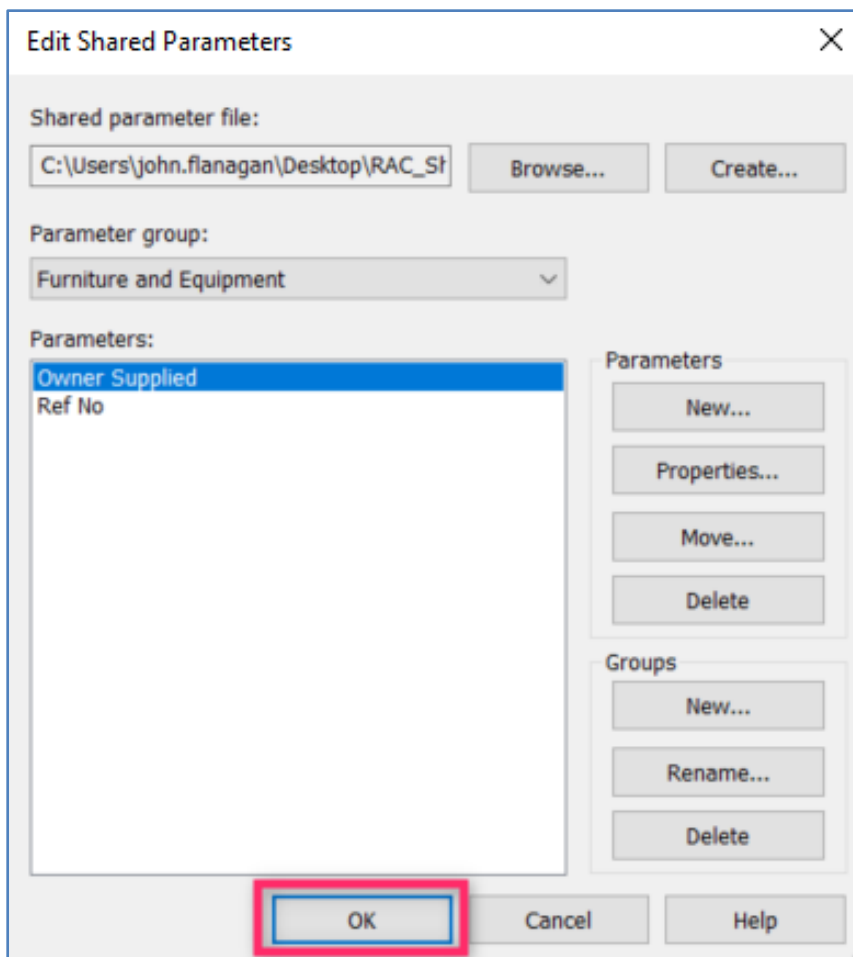 Edit Shared Parameters
Shared parameter file:
C:\Users\john.flanagan\Desktop\RAC_Sh
Browse...
Create...
Parameter group:
Furniture and Equipment
Parameters:
Owner Supplied
Ref No
Parameters
New...
Properties...
Move...
Delete
Groups
New...
Rename...
Delete
OK
Cancel
Help